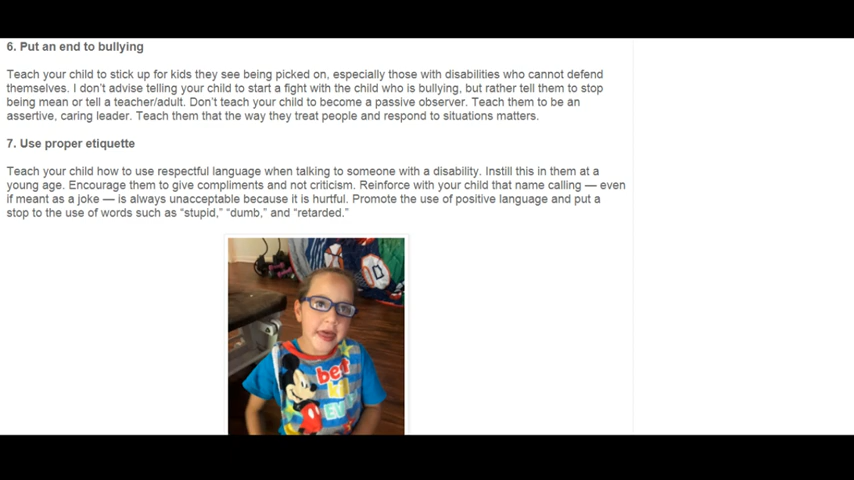 6. Put an end to bullying
Teach your child to stick up for kids they see being picked on, especially those with disabilities who cannot defend
themselves. I don’t advise telling your child to start a fight with the child who is bullying, but rather tell them to stop
being mean or tell a teacher/adult. Don’t teach your child to become a passive observer. Teach them to be an
assertive, caring leader. Teach them that the way they treat people and respond to situations matters.
7. Use proper etiquette
Teach your child how to use respectful language when talking to someone with a disability. Instill this in them at a
young age. Encourage them to give compliments and not criticism. Reinforce with your child that name calling — even
if meant as a joke — is always unacceptable because it is hurtful. Promote the use of positive language and put a
stop to the use of words such as “stupid,” “dumb,” and “retarded.”
best